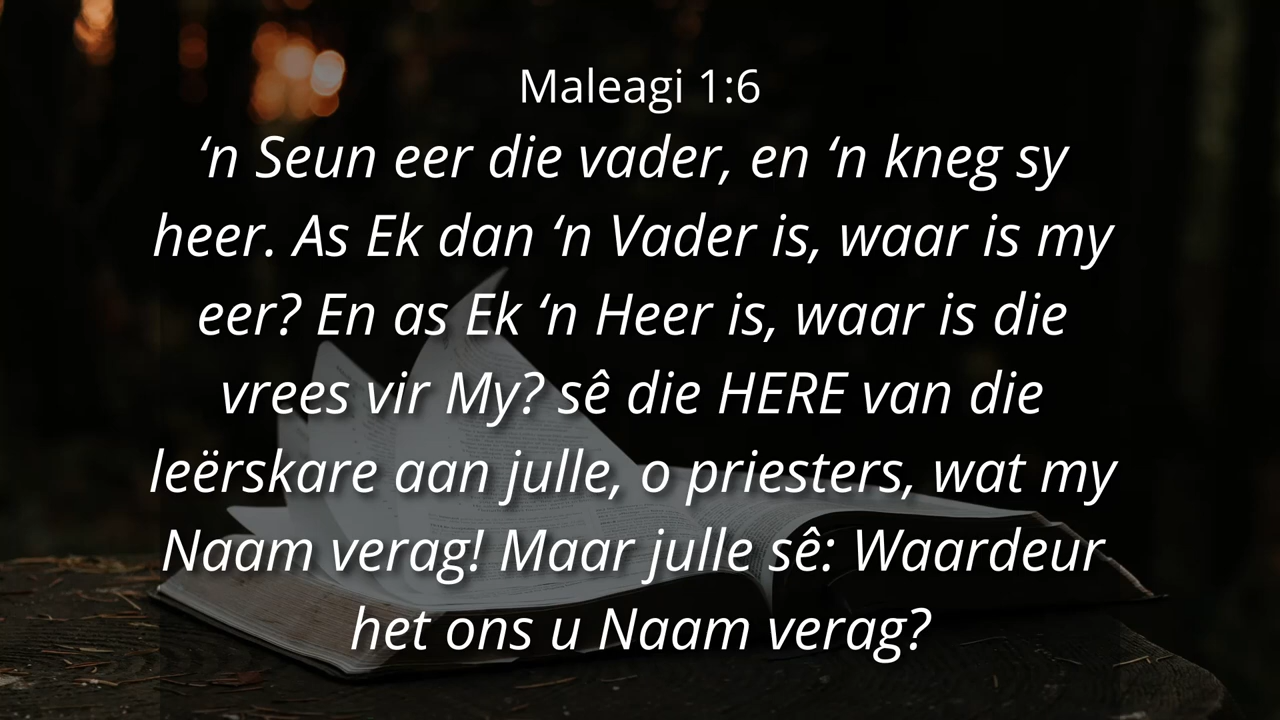 Maleagi 1:6
‘n Seun eer die vader, en ‘n kneg sy
heer. As Ek dan ‘n Vader is, waar is my
eer? En as Ek ‘n Heer is, waar is die
vrees vir My? sê die HERE van die
leërskare aan julle, o priesters, wat my
Naam verag! Maar julle sê: Waardeur
het ons u Naam verag?